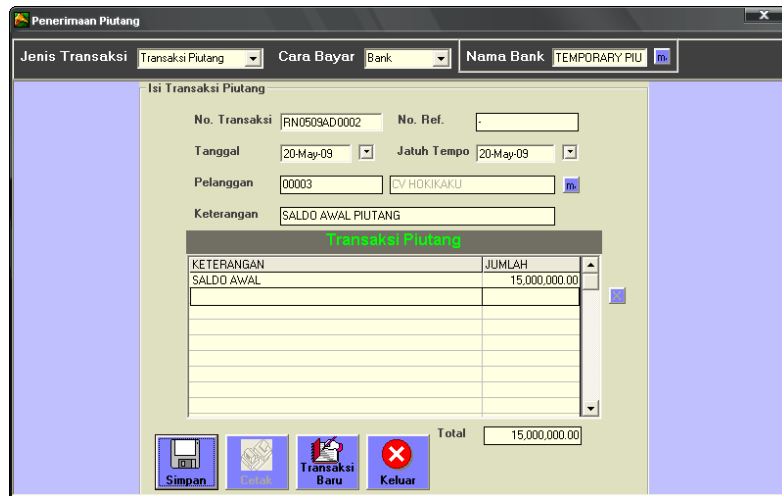 Penerimaan Piutang
X
Jenis Transaksi Transaksi Piutang Cara Bayar Bank Nama Bank TEMPORARY PIU m.
Isi Transaksi Piutang
No. Transaksi RN0509AD0002 No. Ref. -
Tanggal 20-May-09 Jatuh Tempo 20-May-09
Pelanggan 00003 CV HOKIKAKU m.
Keterangan SALDO AWAL PIUTANG
Transaksi Piutang
KETERANGAN JUMLAH
SALDO AWAL 15,000,000.00
Total 15,000,000.00
Simpan Cetak Transaksi Baru Keluar